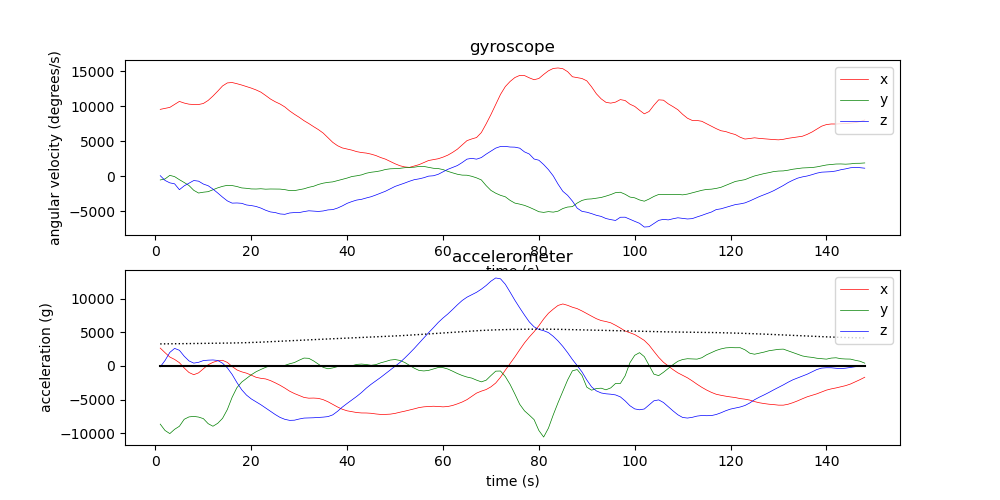 gyroscope
angular velocity (degrees/s)
15000
10000
5000
0
−5000
x
y
z
0 20 40 60 80 100 120 140
time (s)
accelerometer
acceleration (g)
10000
5000
0
−5000
−10000
x
y
z
0 20 40 60 80 100 120 140
time (s)